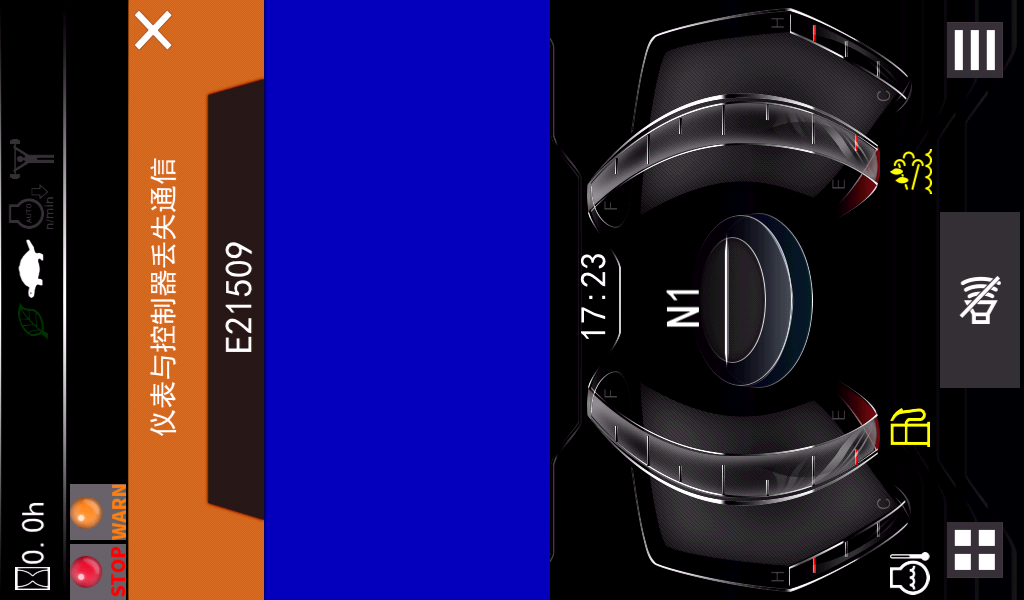 0.0h
AUTO
n/min
STOP WARN
仪表与控制器丢失通信
E21509
17:23
F F
N1
H H
E E
C C